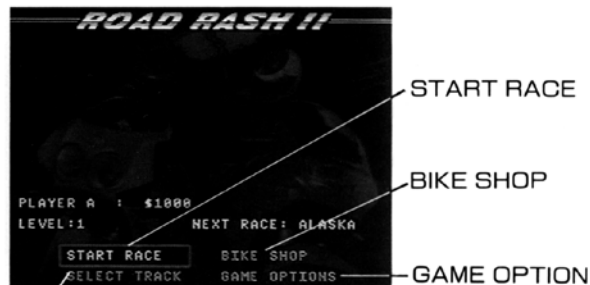 ROAD RASH II
START RACE
BIKE SHOP
PLAYER A : $1000
LEVEL:1 NEXT RACE: ALASKA
START RACE BIKE SHOP
SELECT TRACK GAME OPTIONS
GAME OPTION